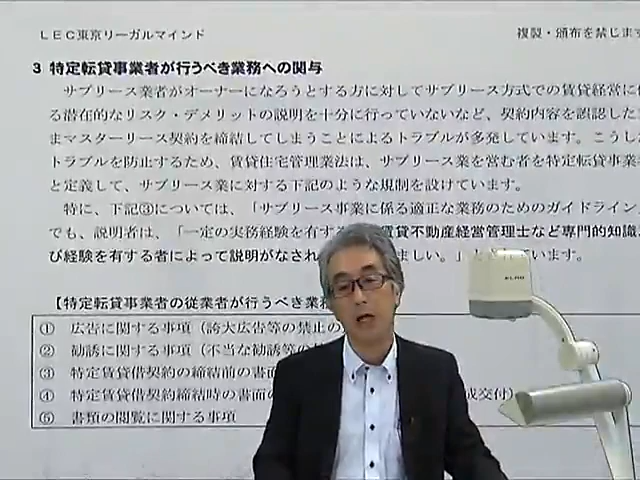 LEC東京リーガルマインド
複製・頒布を禁じます
3 特定転貸事業者が行うべき業務への関与
サブリース業者がオーナーになろうとする方に対してサブリース方式での賃貸経営に
る潜在的なリスク・デメリットの説明を十分に行っていないなど、契約内容を誤認した
まマスターリース契約を締結してしまうことによるトラブルが多発しています。こうし
トラブルを防止するため、賃貸住宅管理業法は、サブリース業を営む者を特定転貸事業
と定義して、サブリース業に対する下記のような規制を設けています。
特に、下記③については、「サブリース事業に係る適正な業務のためのガイドライン
でも、説明者は、「一定の実務経験を有する 賃貸不動産経営管理士など専門的知識
び経験を有する者によって説明がなされ ましい。」 ています。
【特定転貸事業者の従業者が行うべき業
① 広告に関する事項（誇大広告等の禁止
② 勧誘に関する事項（不当な勧誘等
③ 特定賃貸借契約の締結前の書
④ 特定賃貸借契約締結時の書面 成交付）
⑤ 書類の閲覧に関する事項
ELMO